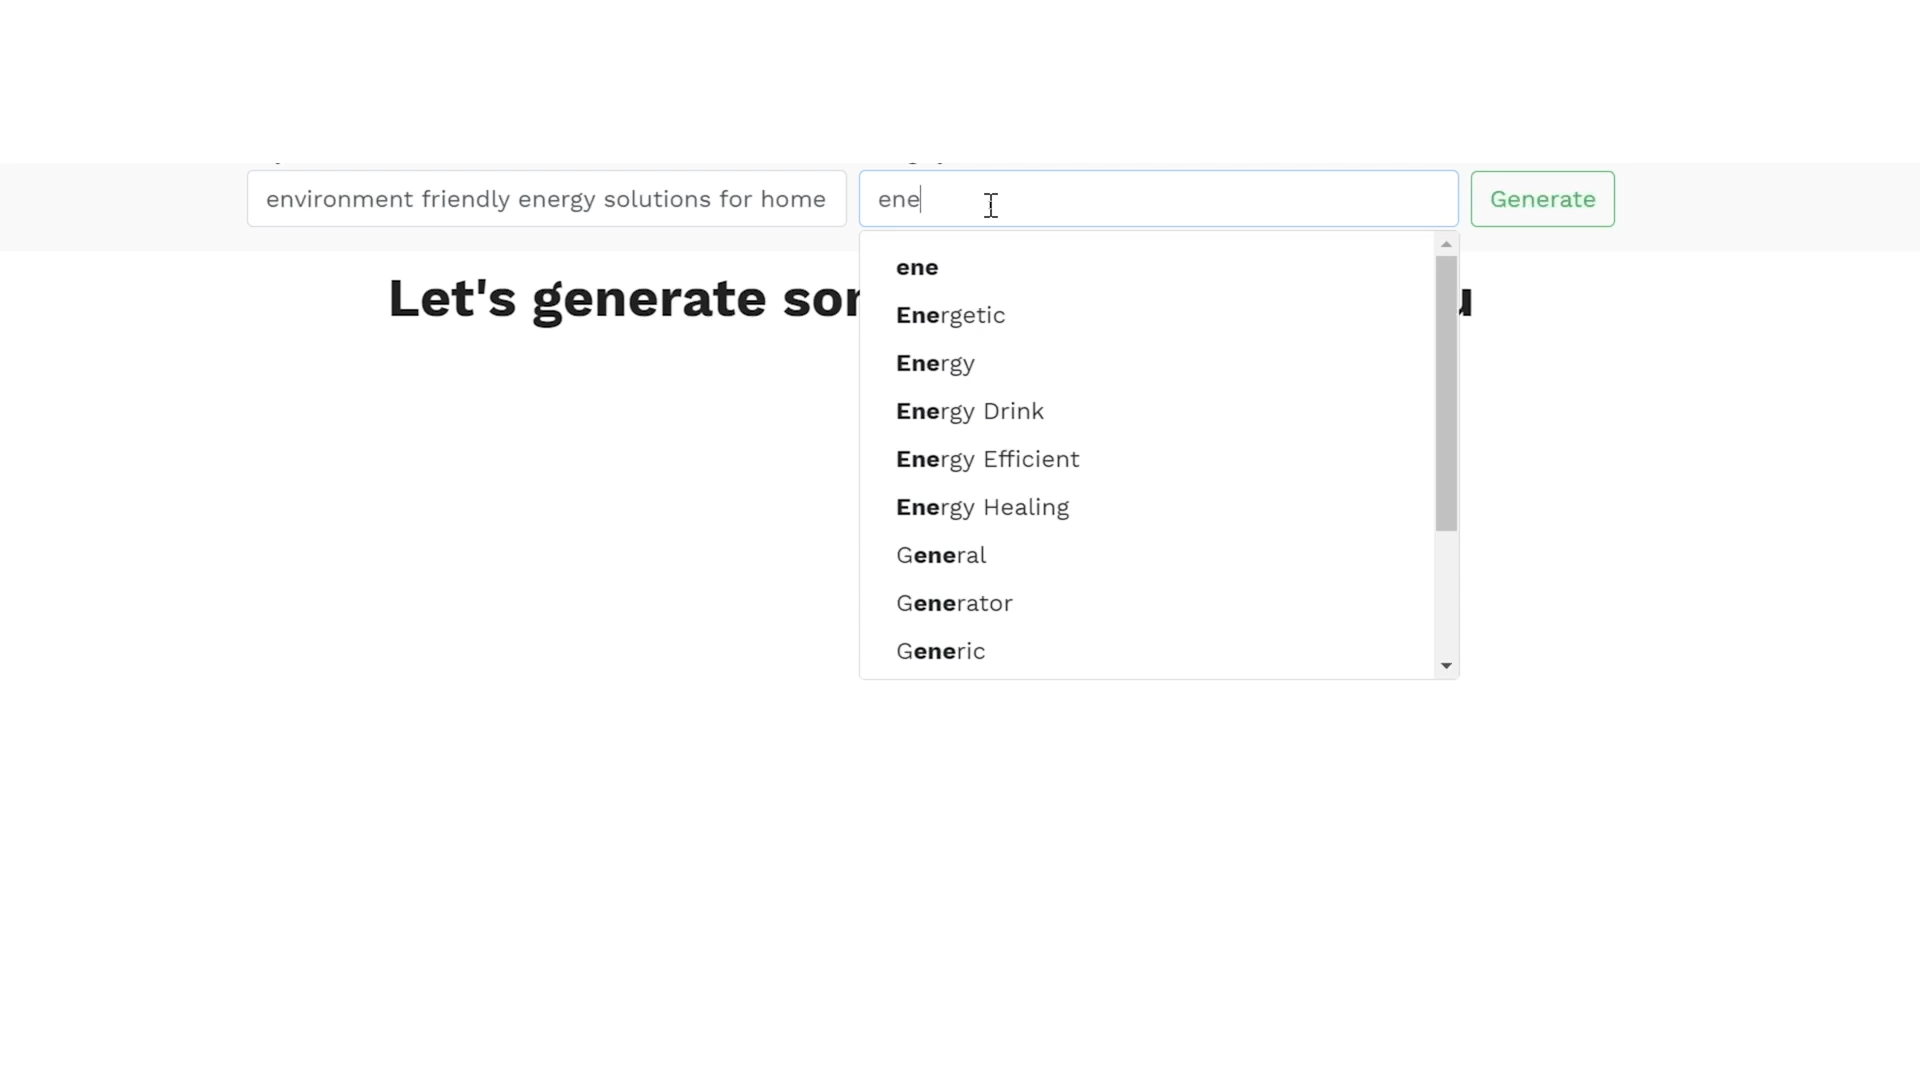 environment friendly energy solutions for home
ene
Generate
Let's generate
ene
Energetic
Energy
Energy Drink
Energy Efficient
Energy Healing
General
Generator
Generic